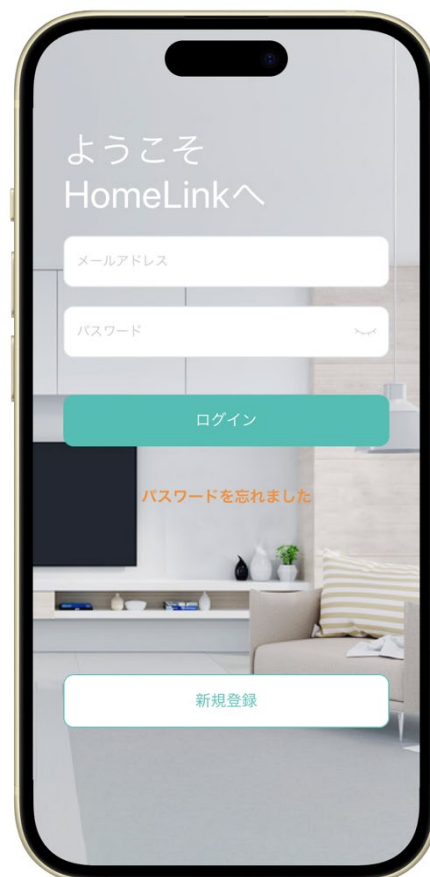 ようこそ
HomeLinkへ
メールアドレス
パスワード
ログイン
パスワードを忘れました
新規登録